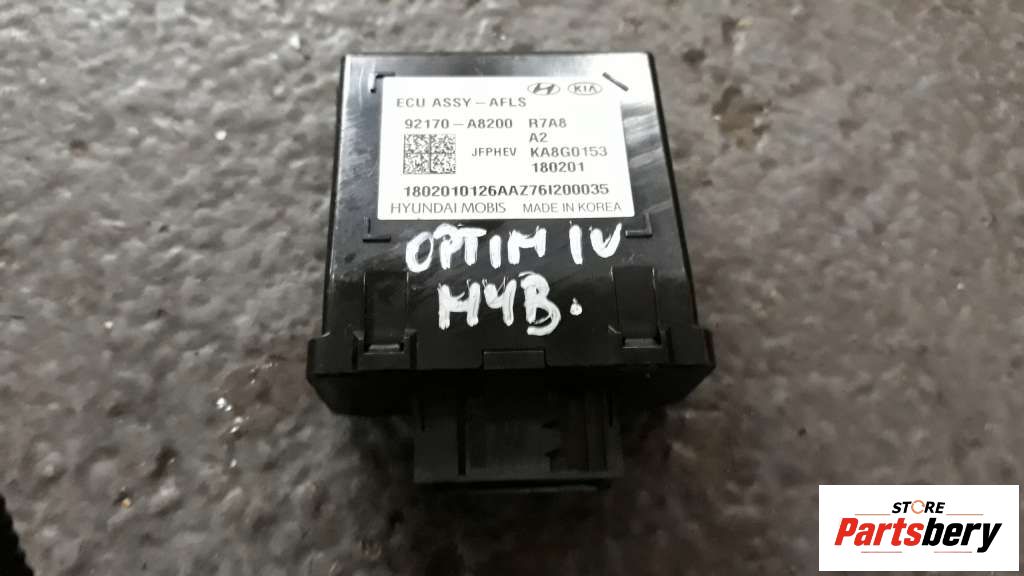 ECU ASSY-AFLS
KIA
92170-A8200 R7A8
A2
JFPHEV KA8G0153
180201
1802010126AAZ76I200035
HYUNDAI MOBIS MADE IN KOREA
OPTIM IV
HYB.
STORE
Partsbery